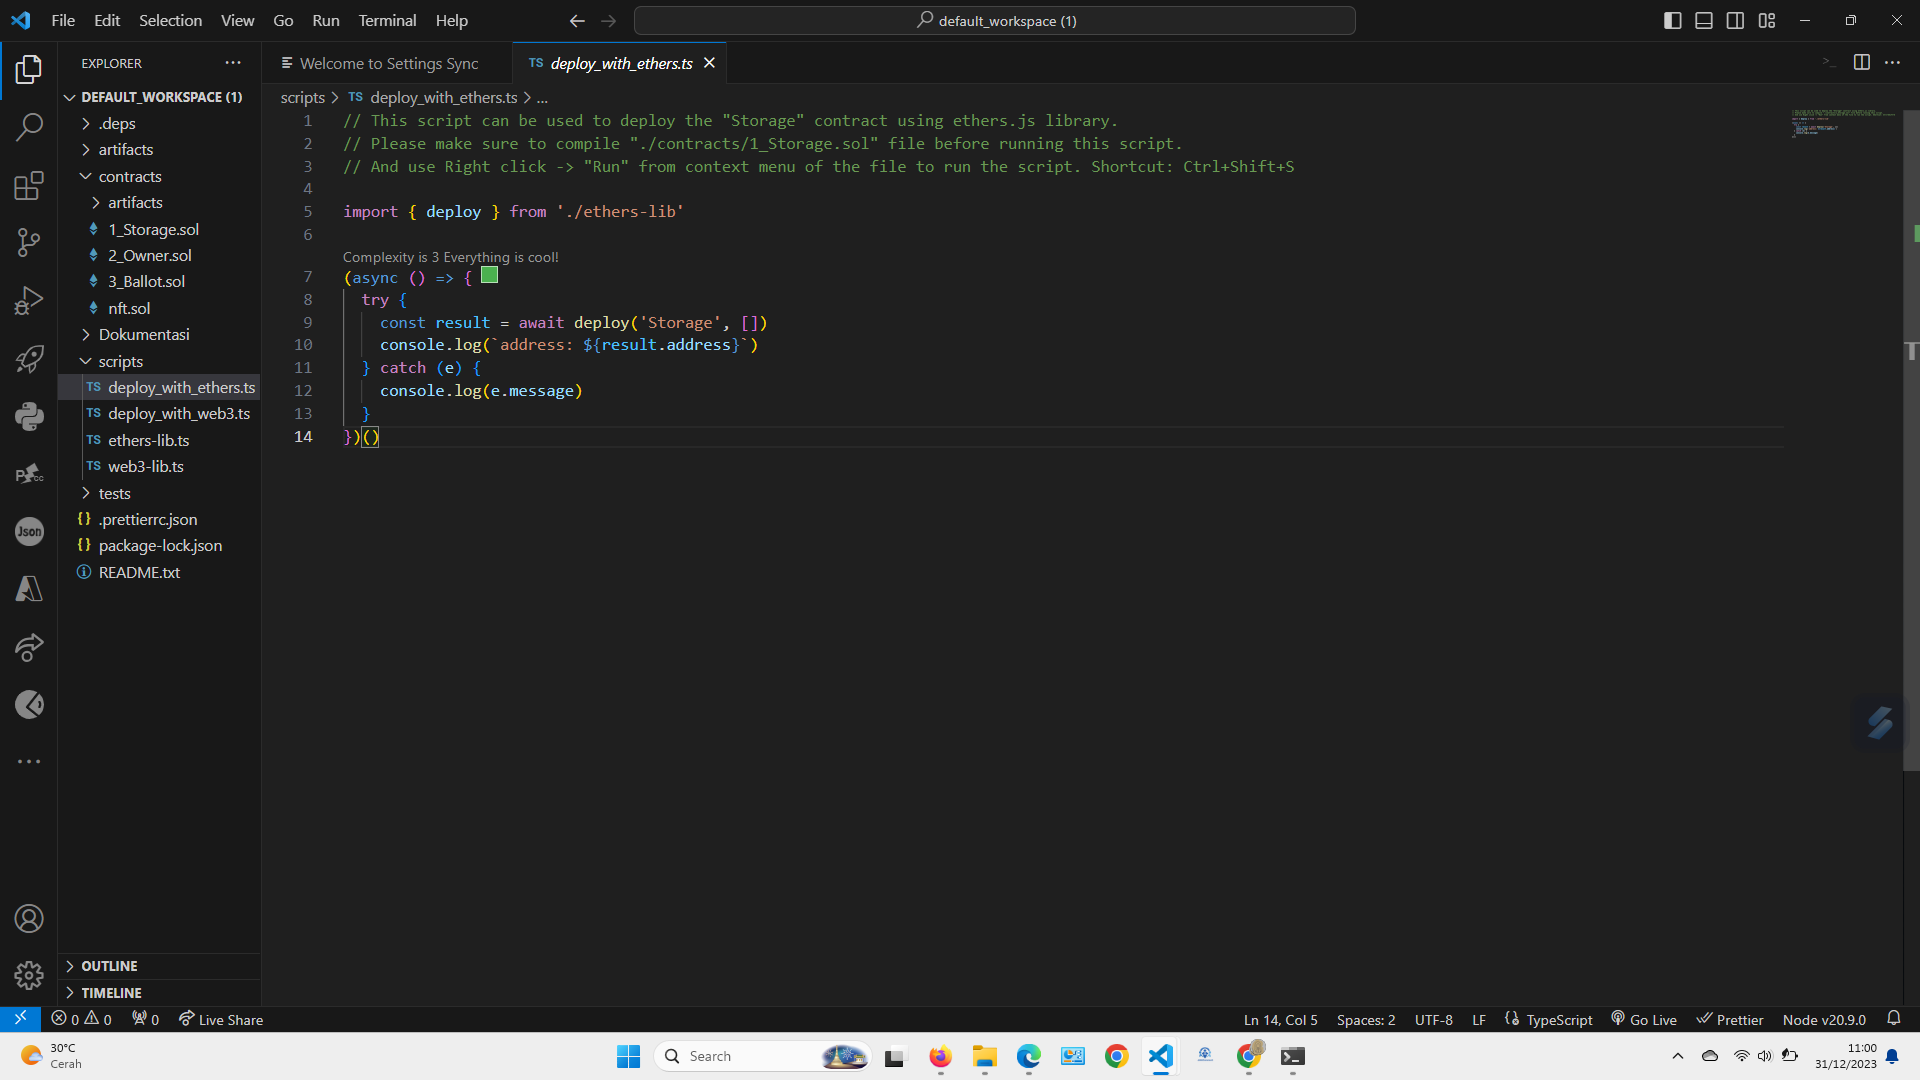 File Edit Selection View Go Run Terminal Help
default_workspace (1)
EXPLORER
DEFAULT_WORKSPACE (1)
.deps
artifacts
contracts
artifacts
1_Storage.sol
2_Owner.sol
3_Ballot.sol
nft.sol
Dokumentasi
scripts
TS deploy_with_ethers.ts
TS deploy_with_web3.ts
TS ethers-lib.ts
TS web3-lib.ts
tests
{} .prettierrc.json
{} package-lock.json
README.txt
OUTLINE
TIMELINE
Json
Welcome to Settings Sync
TS deploy_with_ethers.ts
scripts > TS deploy_with_ethers.ts > ...
1 // This script can be used to deploy the "Storage" contract using ethers.js library.
2 // Please make sure to compile "./contracts/1_Storage.sol" file before running this script.
3 // And use Right click -> "Run" from context menu of the file to run the script. Shortcut: Ctrl+Shift+S
4
5 import { deploy } from './ethers-lib'
6
Complexity is 3 Everything is cool!
7 (async () => {
8 try {
9 const result = await deploy('Storage', [])
10 console.log(`address: ${result.address}`)
11 } catch (e) {
12 console.log(e.message)
13 }
14 })()
0 0 0 Live Share
Ln 14, Col 5 Spaces: 2 UTF-8 LF TypeScript Go Live Prettier Node v20.9.0
30°C
Cerah
Search
11:00
31/12/2023